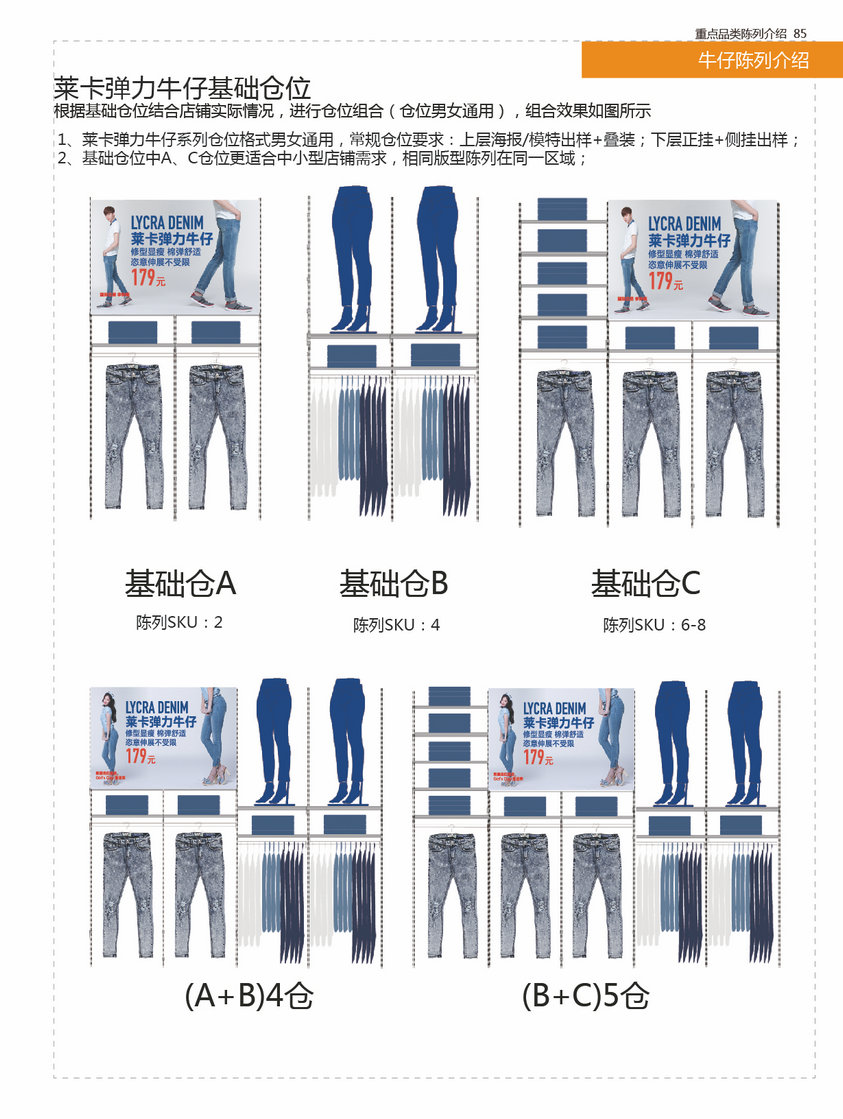 重点品类陈列介绍 85
牛仔陈列介绍
莱卡弹力牛仔基础仓位
根据基础仓位结合店铺实际情况，进行仓位组合（仓位男女通用），组合效果如图所示
1、莱卡弹力牛仔系列仓位格式男女通用，常规仓位要求：上层海报/模特出样+叠装；下层正挂+侧挂出样；
2、基础仓位中A、C仓位更适合中小型店铺需求，相同版型陈列在同一区域；
LYCRA DENIM
莱卡弹力牛仔
修型显瘦 棉弹舒适
恣意伸展不受限
179元
LYCRA DENIM
莱卡弹力牛仔
修型显瘦 棉弹舒适
恣意伸展不受限
179元
基础仓A
陈列SKU：2
基础仓B
陈列SKU：4
基础仓C
陈列SKU：6-8
LYCRA DENIM
莱卡弹力牛仔
修型显瘦 棉弹舒适
恣意伸展不受限
179元
LYCRA DENIM
莱卡弹力牛仔
修型显瘦 棉弹舒适
恣意伸展不受限
179元
(A+B)4仓
(B+C)5仓